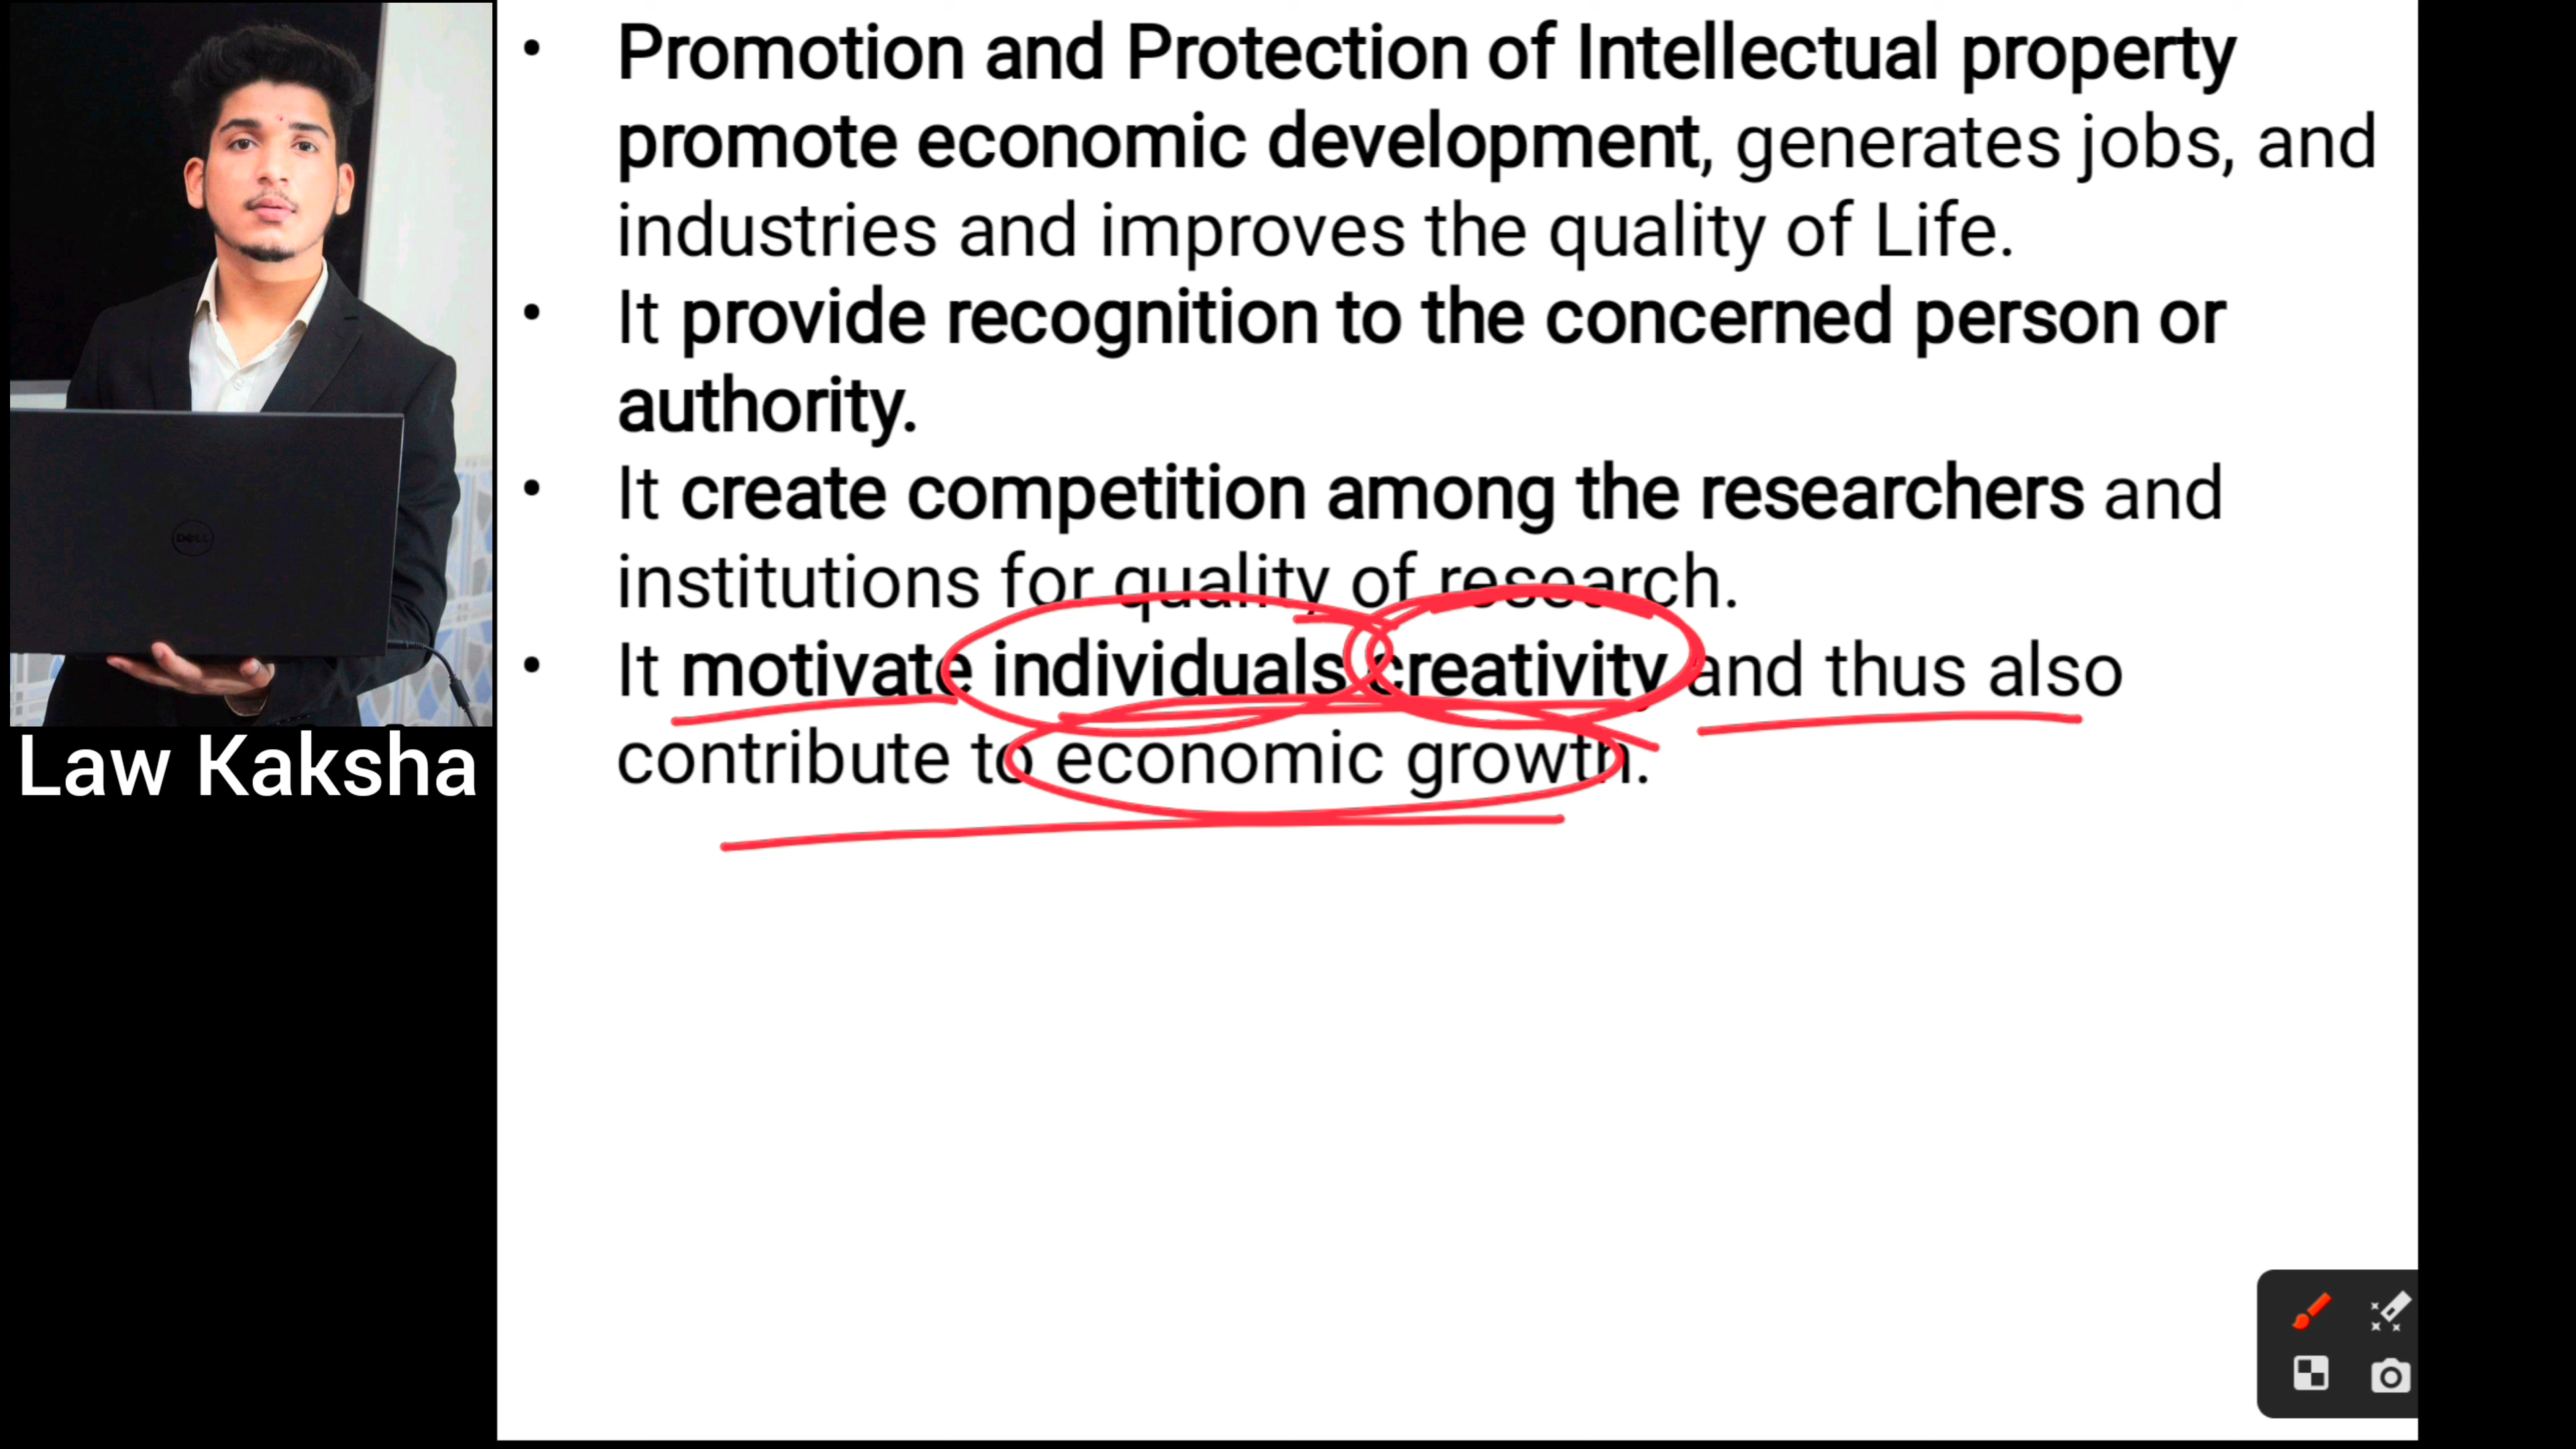 • Promotion and Protection of Intellectual property
promote economic development, generates jobs, and
industries and improves the quality of Life.
• It provide recognition to the concerned person or
authority.
• It create competition among the researchers and
institutions for quality of research.
• It motivate individuals creativity and thus also
contribute to economic growth.
DELL
Law Kaksha